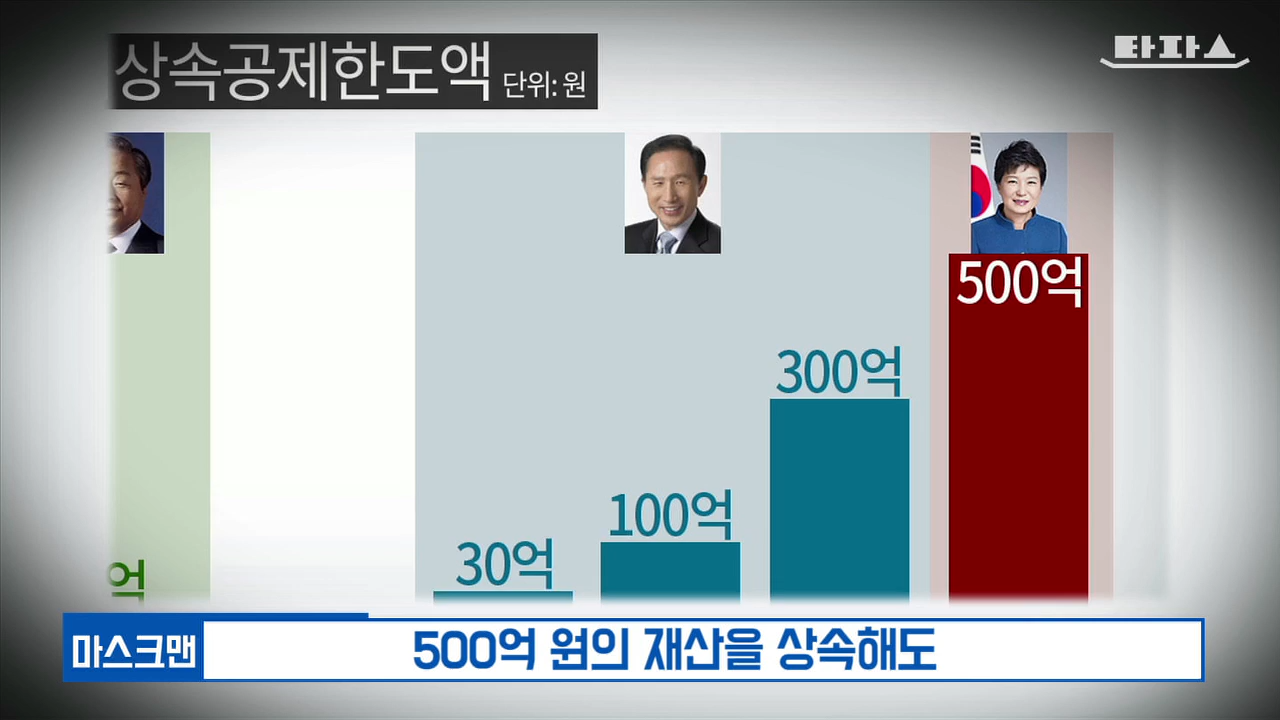 상속공제한도액 단위: 원
타파스
500억
300억
100억
30억
억
마스크맨
500억 원의 재산을 상속해도